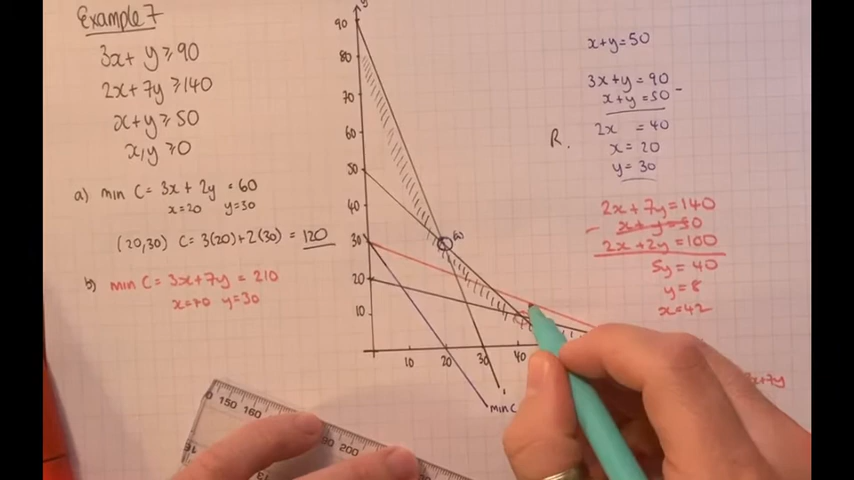 Example 7
3x + y ≥ 90
2x + 7y ≥ 140
x + y ≥ 50
x, y ≥ 0
a) min C = 3x + 2y = 60
x=20 y=30
(20,30) C = 3(20)+2(30) = 120
b) min C = 3x+7y = 210
x=70 y=30
y
90
80
70
60
50
40
30
20
10
10
20
30
40
min C
R.
x+y=50
3x+y=90
x+y=50 -
2x = 40
x = 20
y = 30
2x+7y=140
- x+y=50
2x+2y=100
5y=40
y=8
x=42
x+7y
150 160
200